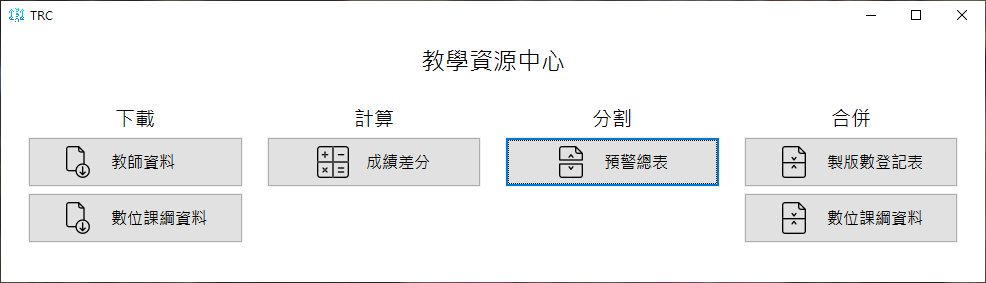 TRC
教學資源中心
下載
計算
分割
合併
教師資料
成績差分
預警總表
製版數登記表
數位課綱資料
數位課綱資料